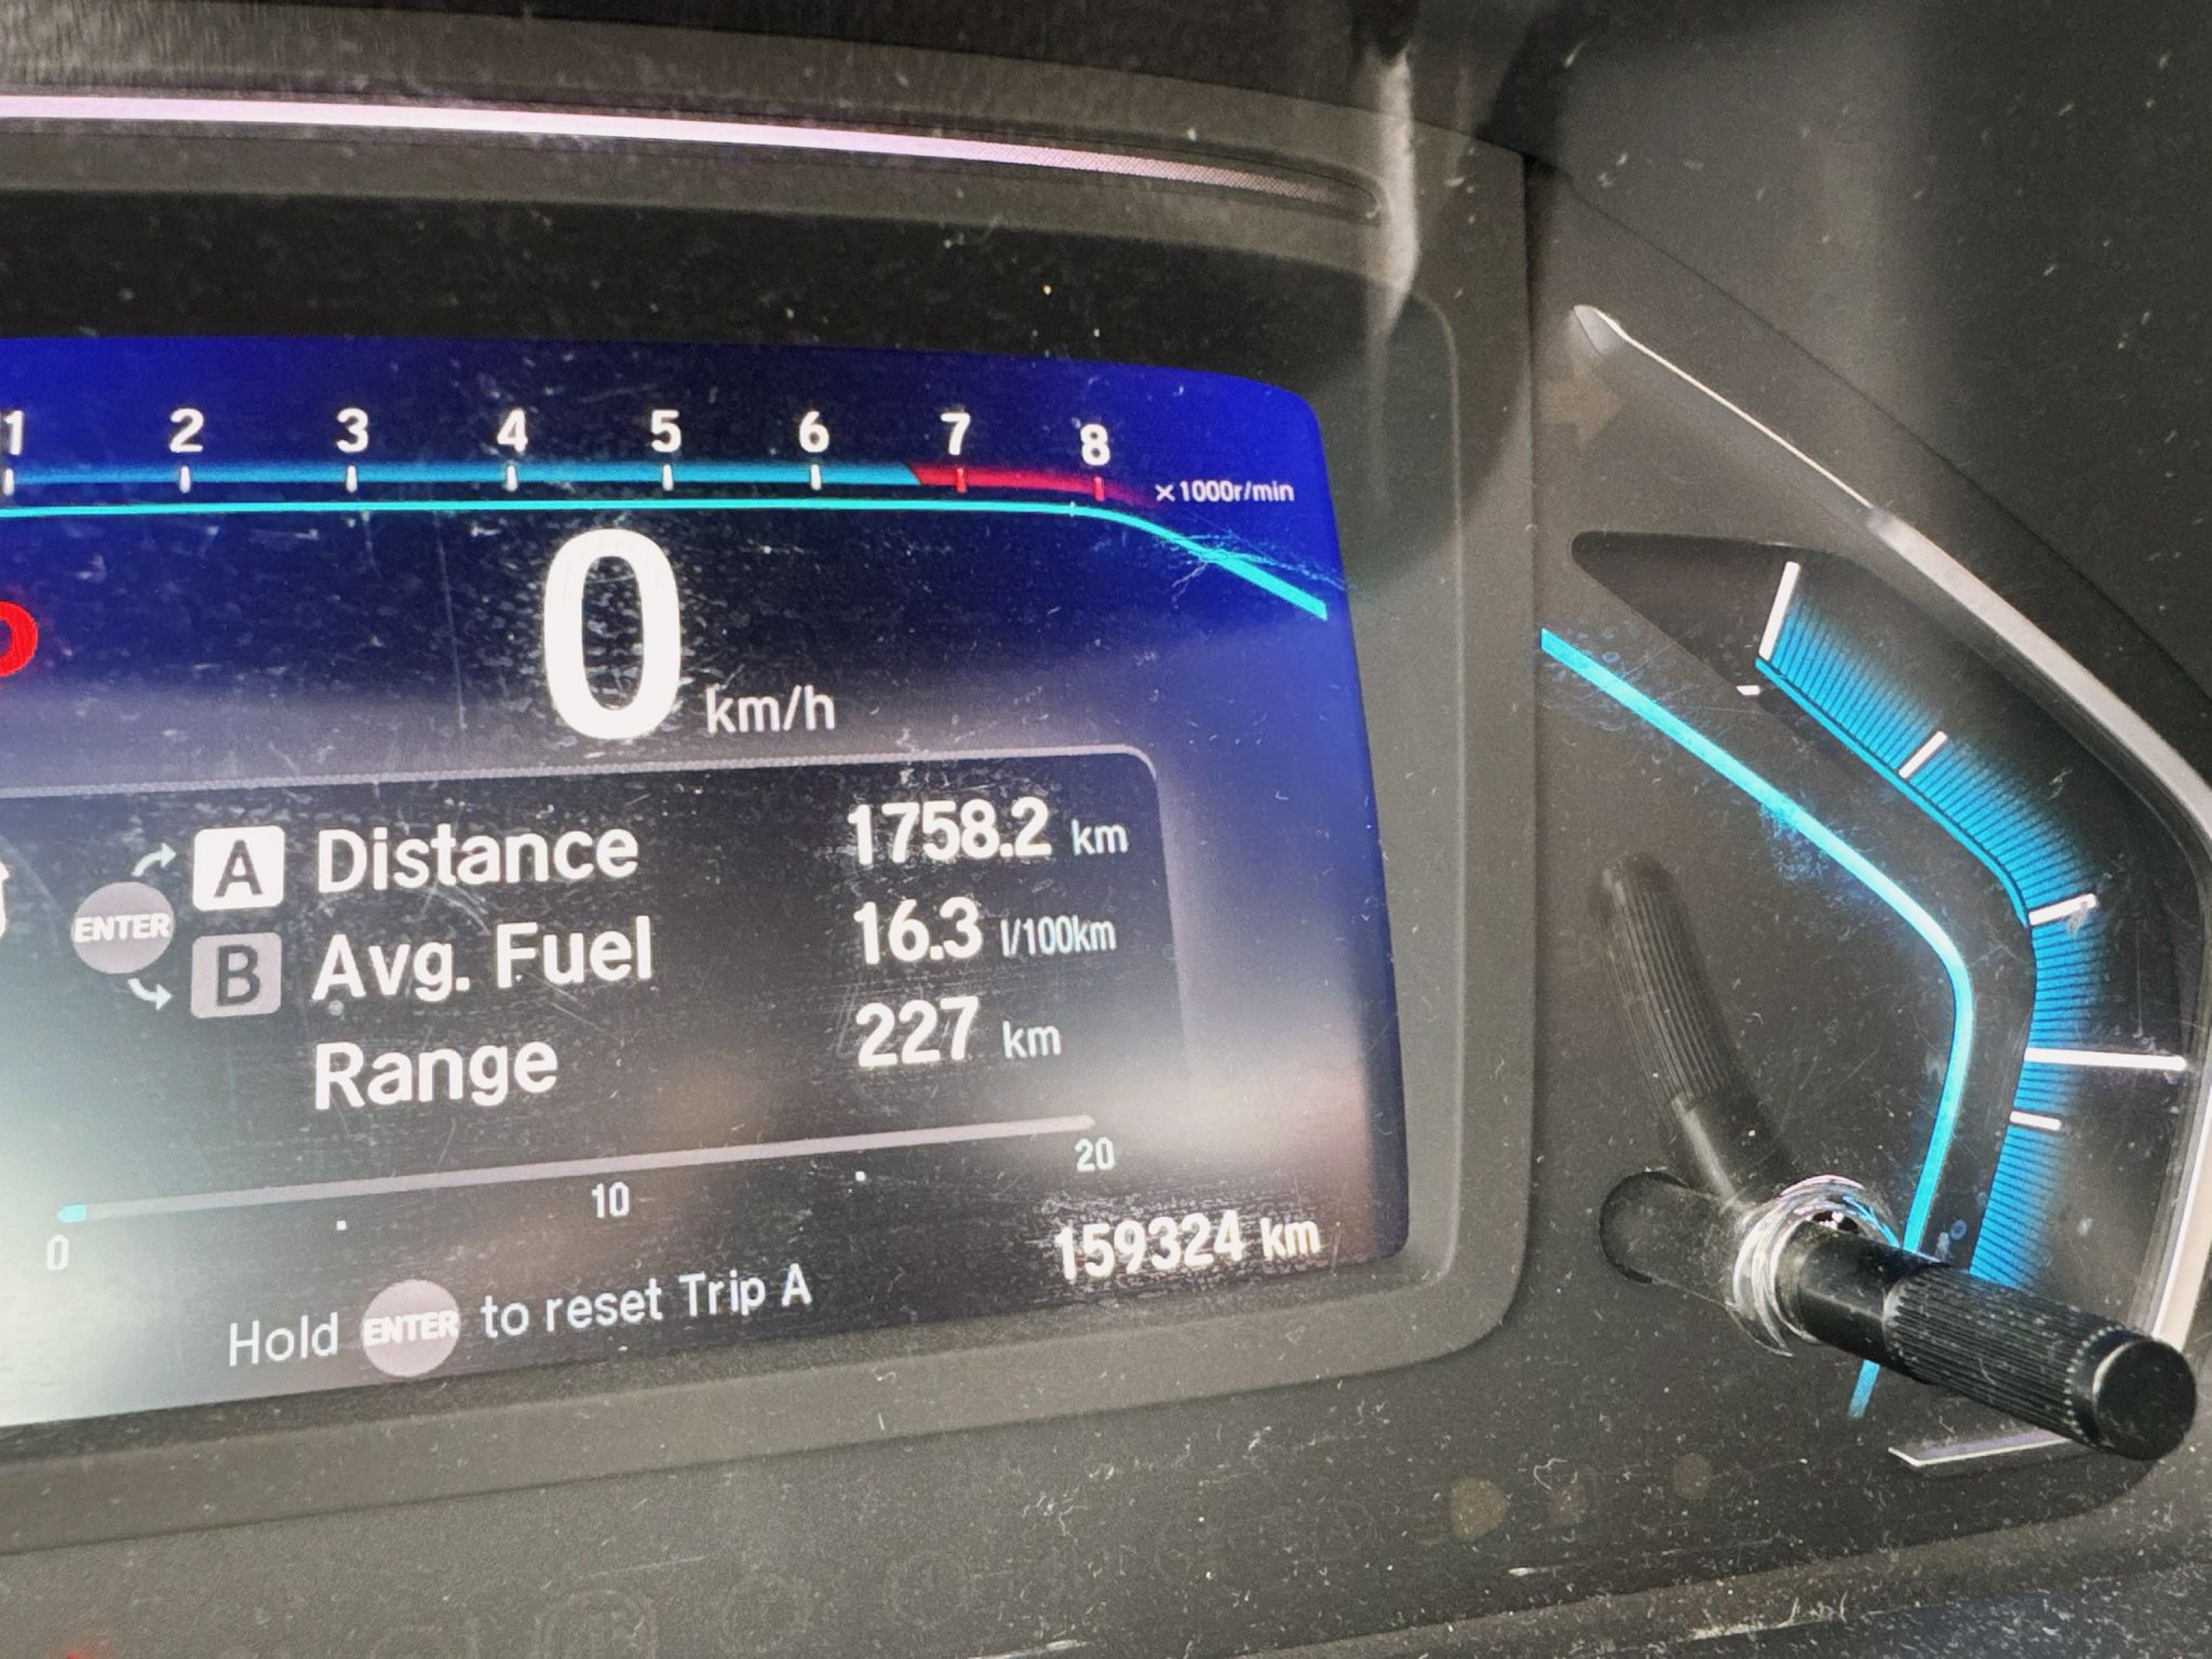 1 2 3 4 5 6 7 8
x1000r/min
0 km/h
A Distance 1758.2 km
ENTER
B Avg. Fuel 16.3 l/100km
Range 227 km
0 10 20
159324 km
Hold ENTER to reset Trip A